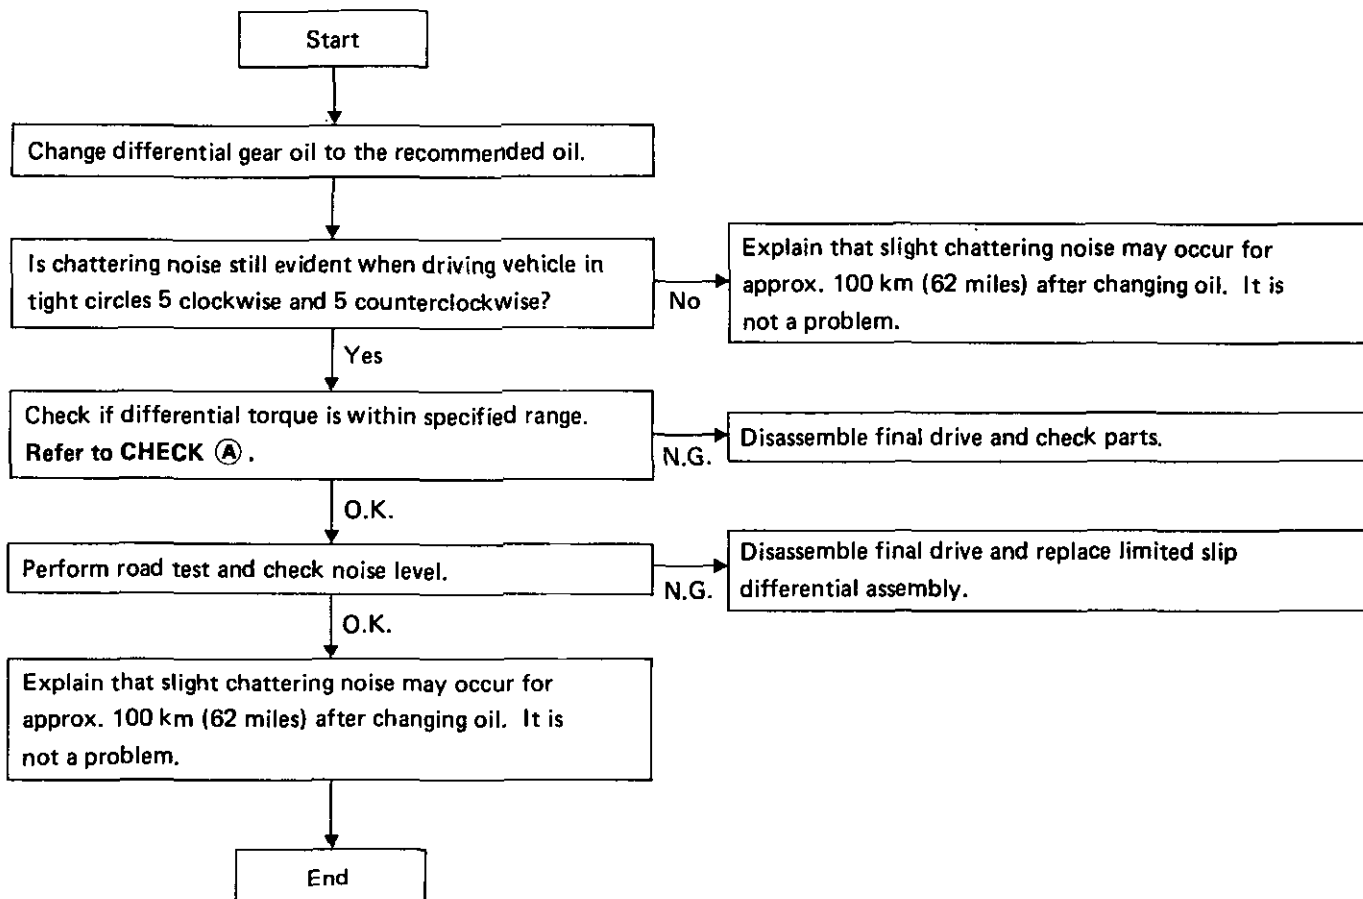 Start
Change differential gear oil to the recommended oil.
Is chattering noise still evident when driving vehicle in
tight circles 5 clockwise and 5 counterclockwise?
No
Explain that slight chattering noise may occur for
approx. 100 km (62 miles) after changing oil. It is
not a problem.
Yes
Check if differential torque is within specified range.
Refer to CHECK Ⓐ.
N.G.
Disassemble final drive and check parts.
O.K.
Perform road test and check noise level.
N.G.
Disassemble final drive and replace limited slip
differential assembly.
O.K.
Explain that slight chattering noise may occur for
approx. 100 km (62 miles) after changing oil. It is
not a problem.
End